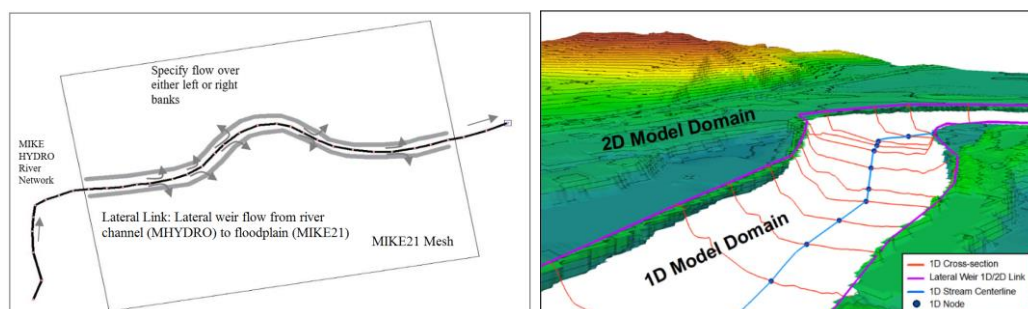 Specify flow over
either left or right
banks
MIKE
HYDRO
River
Network
Lateral Link: Lateral weir flow from river
channel (MHYDRO) to floodplain (MIKE21)
MIKE21 Mesh
2D Model Domain
1D Model Domain
1D Cross-section
Lateral Weir 1D/2D Link
1D Stream Centerline
1D Node